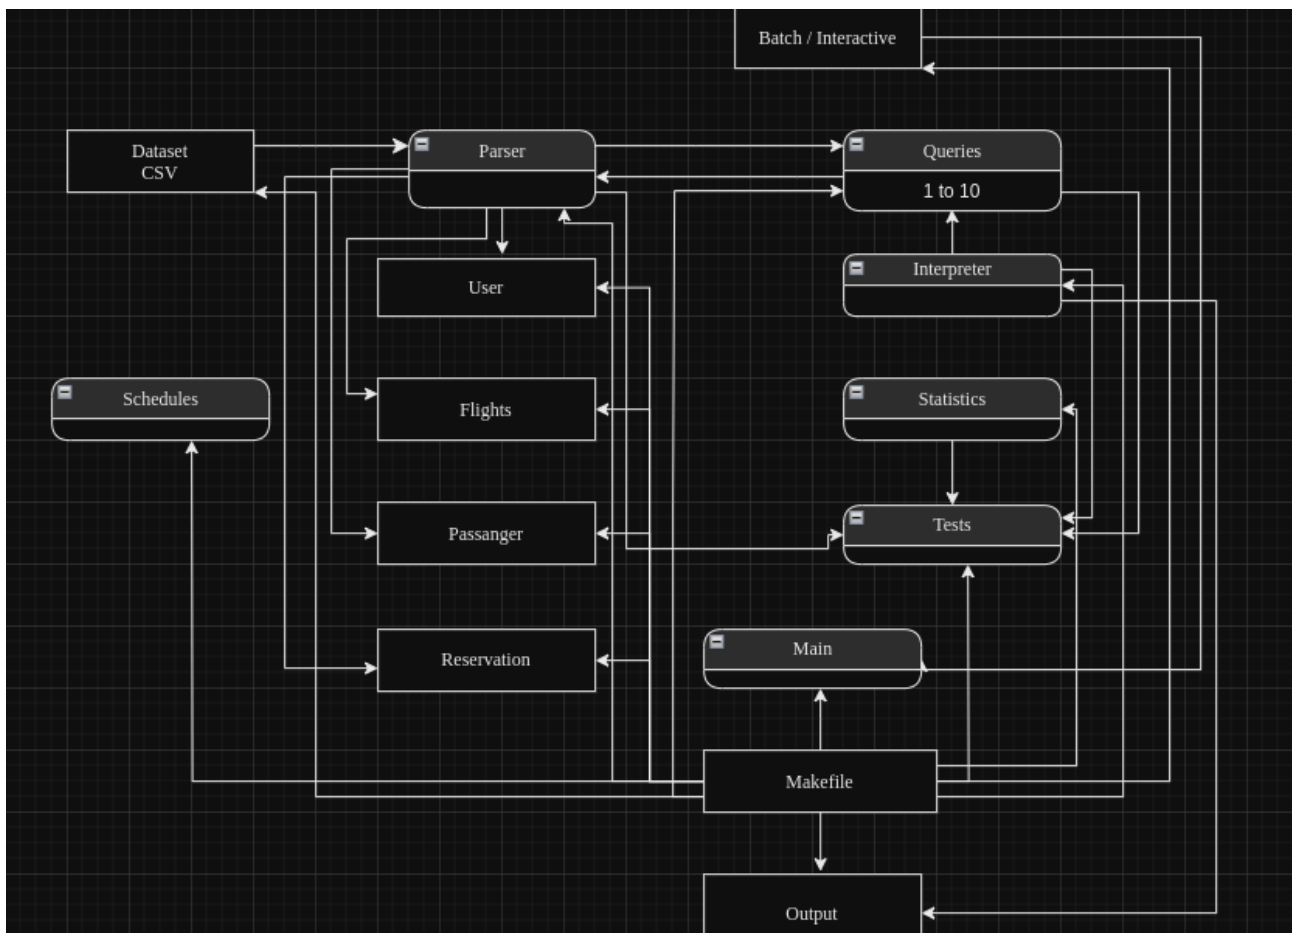 Batch / Interactive
Dataset
CSV
Parser
Queries
1 to 10
User
Interpreter
Schedules
Flights
Statistics
Passanger
Tests
Reservation
Main
Makefile
Output